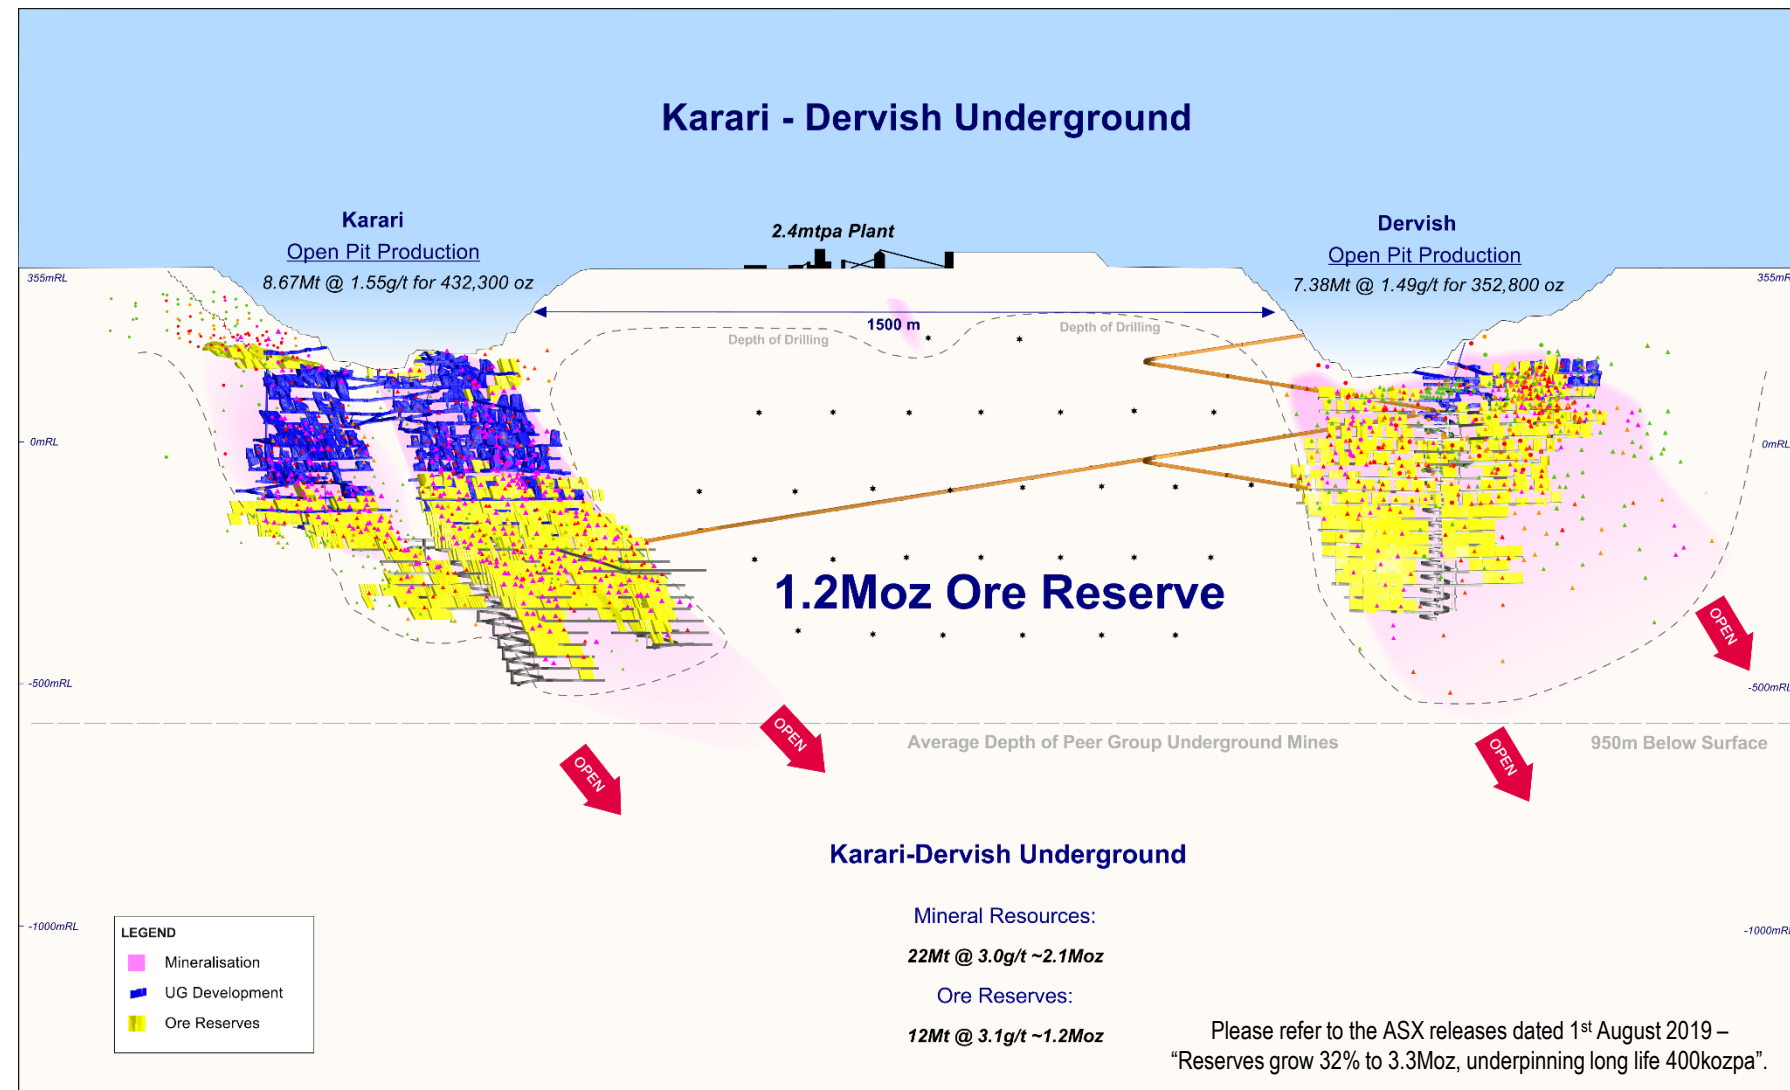 Karari - Dervish Underground
Karari
Open Pit Production
8.67Mt @ 1.55g/t for 432,300 oz
2.4mtpa Plant
Dervish
Open Pit Production
7.38Mt @ 1.49g/t for 352,800 oz
355mRL
355mR
1500 m
Depth of Drilling
Depth of Drilling
0mRL
0mRL
1.2Moz Ore Reserve
OPEN
-500mRL
-500mRL
OPEN
Average Depth of Peer Group Underground Mines
950m Below Surface
OPEN
OPEN
Karari-Dervish Underground
Mineral Resources:
22Mt @ 3.0g/t ~2.1Moz
Ore Reserves:
12Mt @ 3.1g/t ~1.2Moz
-1000mRL
-1000mRL
LEGEND
Mineralisation
UG Development
Ore Reserves
Please refer to the ASX releases dated 1st August 2019 –
“Reserves grow 32% to 3.3Moz, underpinning long life 400kozpa”.